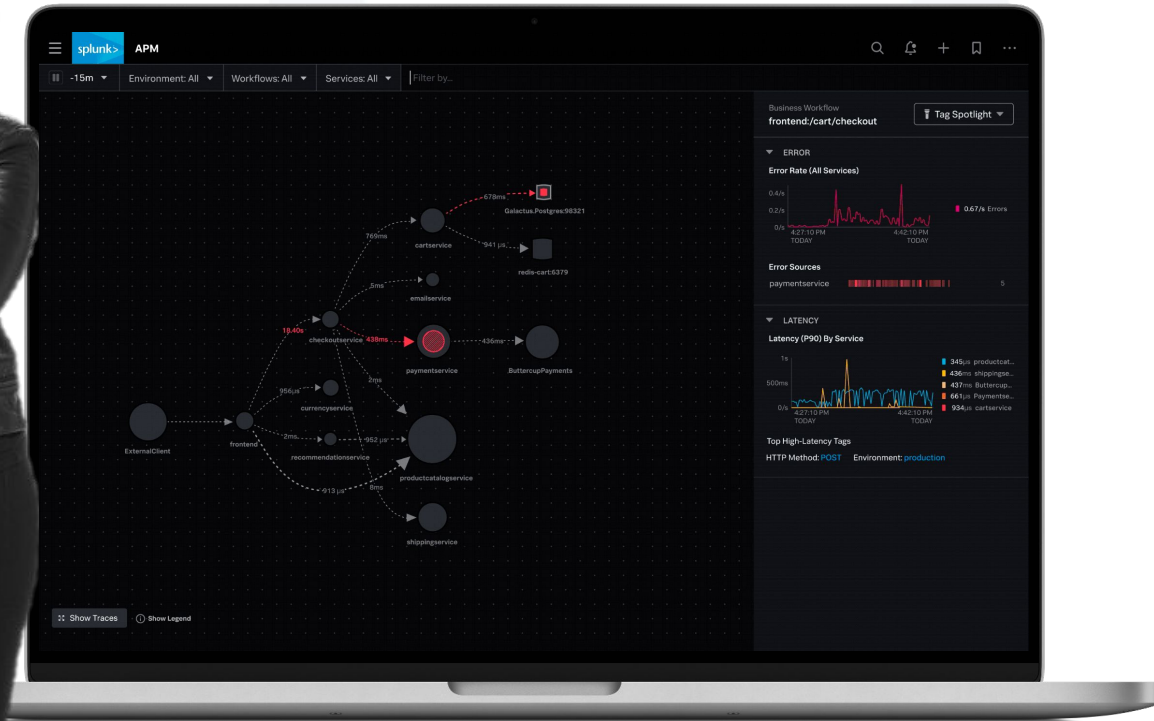 splunk> APM
-15m Environment: All Workflows: All Services: All Filter by...
Business Workflow
frontend:/cart/checkout
Tag Spotlight
ERROR
Error Rate (All Services)
0.4/s
0.2/s
0/s
4:27:10 PM
TODAY
4:42:10 PM
TODAY
0.67/s Errors
Error Sources
paymentservice 5
LATENCY
Latency (P90) By Service
1s
500ms
0/s
4:27:10 PM
TODAY
4:42:10 PM
TODAY
345µs productcat...
436ms shippingse...
437ms Buttercup...
661µs Paymentse...
934µs cartservice
Top High-Latency Tags
HTTP Method: POST Environment: production
678ms
Galactus.Postgres:98321
769ms
cartservice
941 µs
redis-cart:6379
5ms
emailservice
18.40s
checkoutservice
438ms
436ms
paymentservice
ButtercupPayments
2ms
956µs
currencyservice
ExternalClient
frontend
2ms
952 µs
recommendationservice
productcatalogservice
913 µs
8ms
shippingservice
Show Traces
Show Legend